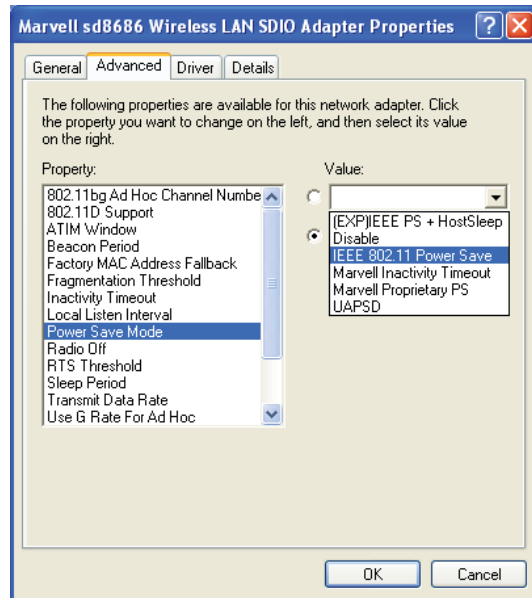 Marvell sd8686 Wireless LAN SDIO Adapter Properties
General Advanced Driver Details
The following properties are available for this network adapter. Click
the property you want to change on the left, and then select its value
on the right.
Property:
802.11bg Ad Hoc Channel Numbe
802.11D Support
ATIM Window
Beacon Period
Factory MAC Address Fallback
Fragmentation Threshold
Inactivity Timeout
Local Listen Interval
Power Save Mode
Radio Off
RTS Threshold
Sleep Period
Transmit Data Rate
Use G Rate For Ad Hoc
Value:
(EXP)IEEE PS + HostSleep
Disable
IEEE 802.11 Power Save
Marvell Inactivity Timeout
Marvell Proprietary PS
UAPSD
OK Cancel